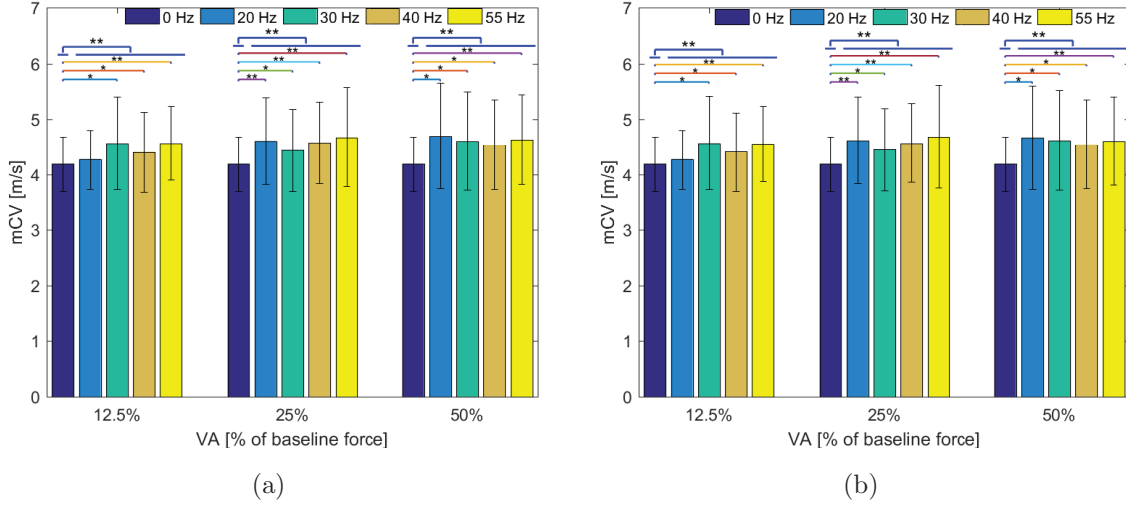 7
0 Hz 20 Hz 30 Hz 40 Hz 55 Hz
** ** **
** **
6
** ** *
* * *
* ** *
5
4
3
2
1
0
mCV [m/s]
12.5% 25% 50%
VA [% of baseline force]
(a)
7
0 Hz 20 Hz 30 Hz 40 Hz 55 Hz
** ** **
** **
6
** ** *
* * *
* ** *
5
4
3
2
1
0
mCV [m/s]
12.5% 25% 50%
VA [% of baseline force]
(b)